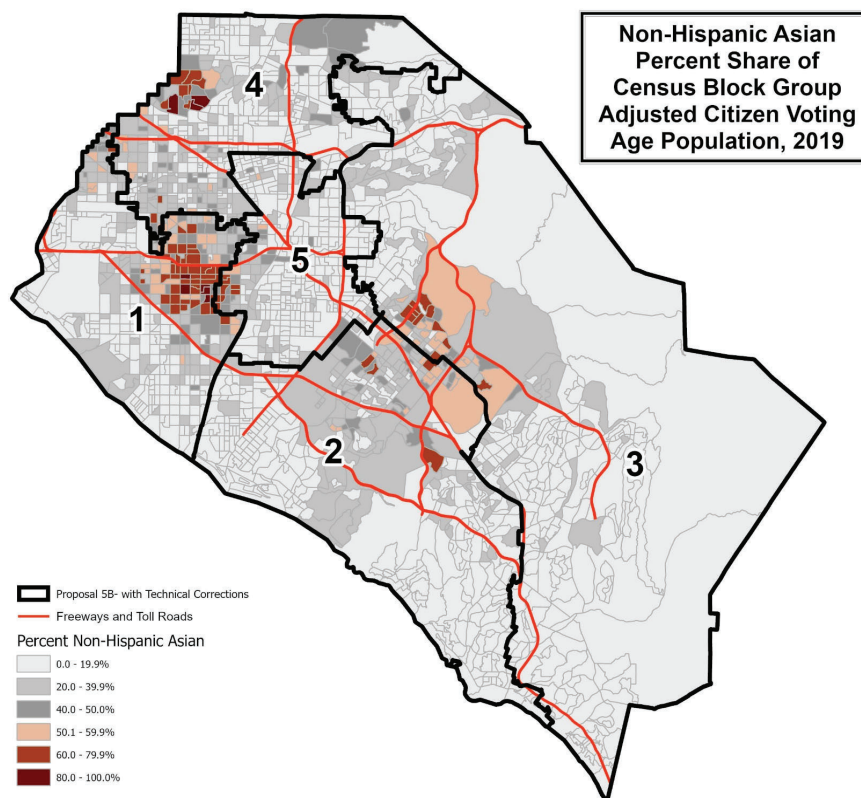 Non-Hispanic Asian
Percent Share of
Census Block Group
Adjusted Citizen Voting
Age Population, 2019
4
5
1
2
3
Proposal 5B- with Technical Corrections
Freeways and Toll Roads
Percent Non-Hispanic Asian
0.0 - 19.9%
20.0 - 39.9%
40.0 - 50.0%
50.1 - 59.9%
60.0 - 79.9%
80.0 - 100.0%